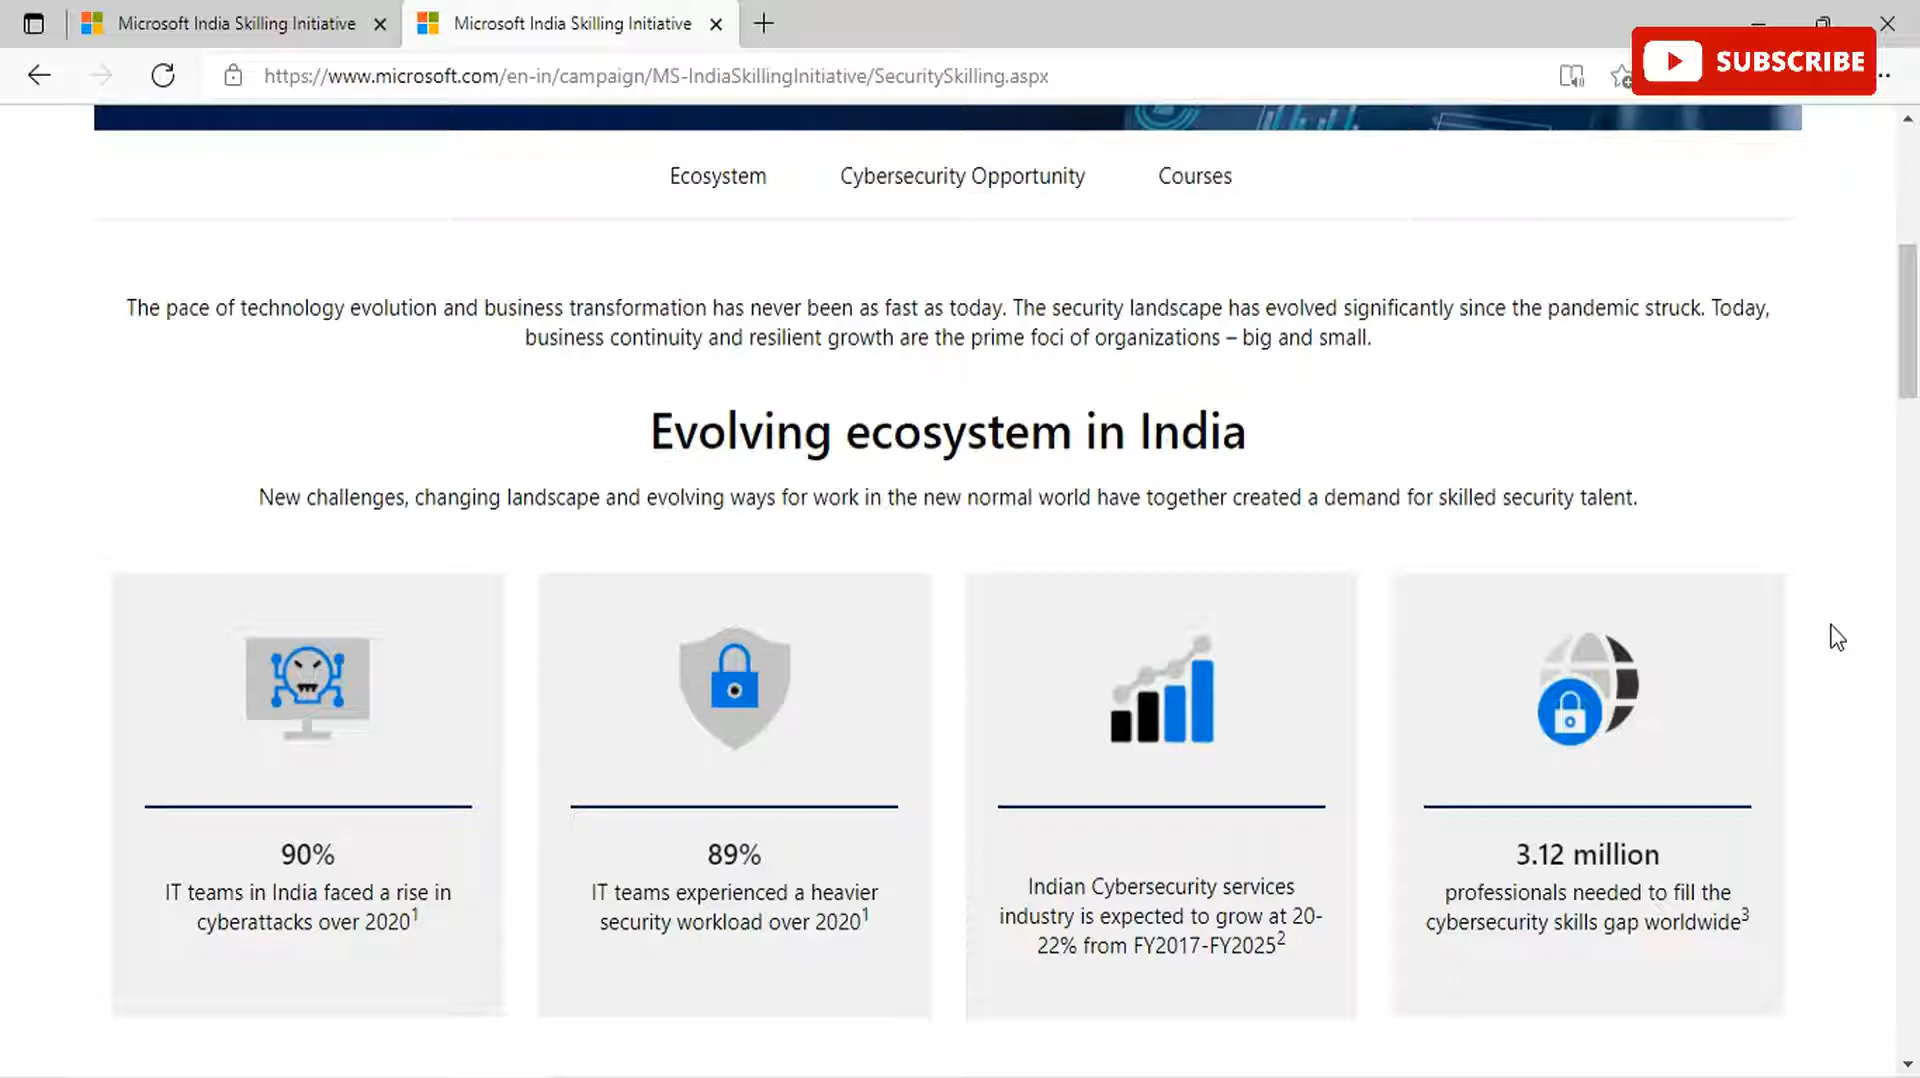 Microsoft India Skilling Initiative
Microsoft India Skilling Initiative
https://www.microsoft.com/en-in/campaign/MS-IndiaSkillingInitiative/SecuritySkilling.aspx
SUBSCRIBE
Ecosystem
Cybersecurity Opportunity
Courses
The pace of technology evolution and business transformation has never been as fast as today. The security landscape has evolved significantly since the pandemic struck. Today,
business continuity and resilient growth are the prime foci of organizations – big and small.
Evolving ecosystem in India
New challenges, changing landscape and evolving ways for work in the new normal world have together created a demand for skilled security talent.
90%
IT teams in India faced a rise in
cyberattacks over 2020¹
89%
IT teams experienced a heavier
security workload over 2020¹
Indian Cybersecurity services
industry is expected to grow at 20-
22% from FY2017-FY2025²
3.12 million
professionals needed to fill the
cybersecurity skills gap worldwide³